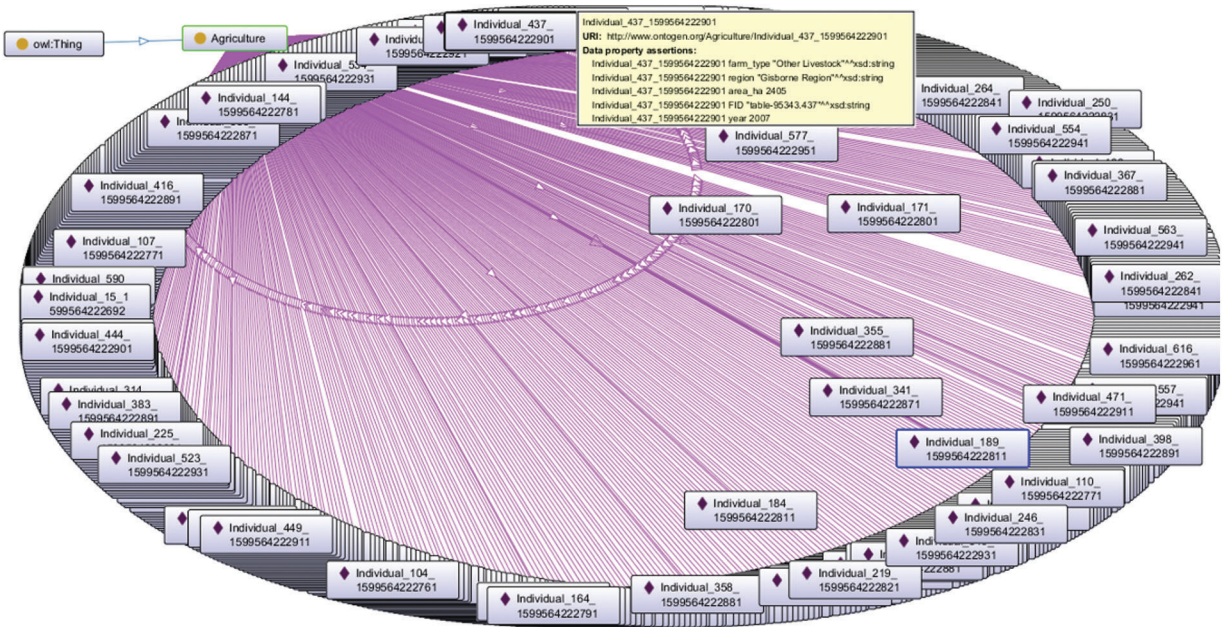 owl:Thing
Agriculture
Individual_437_
1599564222901
Individual_437_1599564222901
URI: http://www.ontogen.org/Agriculture/Individual_437_1599564222901
Data property assertions:
Individual_437_1599564222901 farm_type "Other Livestock"^^xsd:string
Individual_437_1599564222901 region "Gisborne Region"^^xsd:string
Individual_437_1599564222901 area_ha 2405
Individual_437_1599564222901 FID "table-95343.437"^^xsd:string
Individual_437_1599564222901 year 2007
Individual_144_
1599564222781
1599564222871
Individual_264_
1599564222841
Individual_250_
Individual_554_
1599564222941
Individual_577_
1599564222951
Individual_367_
1599564222881
Individual_416_
1599564222891
Individual_170_
1599564222801
Individual_171_
1599564222801
Individual_563_
1599564222941
Individual_107_
1599564222771
Individual_590
Individual_262_
1599564222841
1599564222941
Individual_15_1
599564222692
Individual_444_
1599564222901
Individual_355_
1599564222881
Individual_616_
1599564222961
Individual_314_
Individual_383_
1599564222891
Individual_341_
1599564222871
Individual_471_
1599564222911
557_
22941
Individual_225_
Individual_523_
1599564222931
Individual_189_
1599564222811
Individual_398_
1599564222891
Individual_110_
1599564222771
Individual_184_
1599564222811
Individual_449_
1599564222911
Individual_246_
1599564222831
Individual_104_
1599564222761
Individual_164_
1599564222791
Individual_358_
1599564222881
Individual_219_
1599564222821